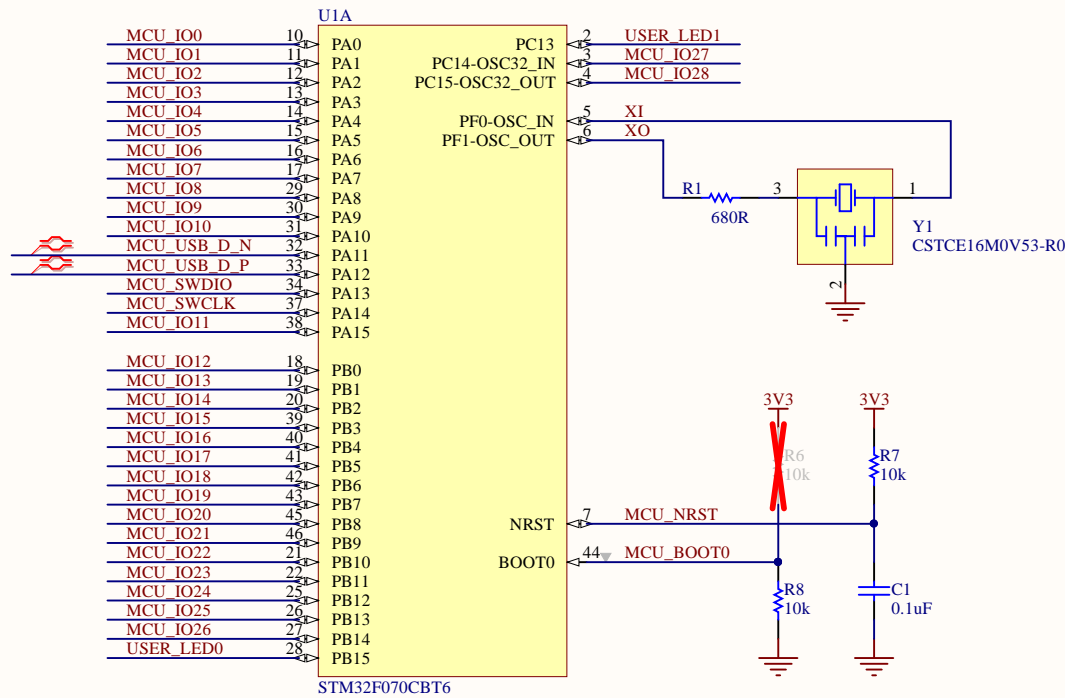 U1A
MCU_IO0 10 PA0
MCU_IO1 11 PA1
MCU_IO2 12 PA2
MCU_IO3 13 PA3
MCU_IO4 14 PA4
MCU_IO5 15 PA5
MCU_IO6 16 PA6
MCU_IO7 17 PA7
MCU_IO8 29 PA8
MCU_IO9 30 PA9
MCU_IO10 31 PA10
MCU_USB_D_N 32 PA11
MCU_USB_D_P 33 PA12
MCU_SWDIO 34 PA13
MCU_SWCLK 37 PA14
MCU_IO11 38 PA15
MCU_IO12 18 PB0
MCU_IO13 19 PB1
MCU_IO14 20 PB2
MCU_IO15 39 PB3
MCU_IO16 40 PB4
MCU_IO17 41 PB5
MCU_IO18 42 PB6
MCU_IO19 43 PB7
MCU_IO20 45 PB8
MCU_IO21 46 PB9
MCU_IO22 21 PB10
MCU_IO23 22 PB11
MCU_IO24 25 PB12
MCU_IO25 26 PB13
MCU_IO26 27 PB14
USER_LED0 28 PB15
PC13 2 USER_LED1
PC14-OSC32_IN 3 MCU_IO27
PC15-OSC32_OUT 4 MCU_IO28
PF0-OSC_IN 5 XI
PF1-OSC_OUT 6 XO
R1
680R
3
1
2
Y1
CSTCE16M0V53-R0
3V3
R6
10k
3V3
R7
10k
NRST 7 MCU_NRST
BOOT0 44 MCU_BOOT0
R8
10k
C1
0.1uF
STM32F070CBT6